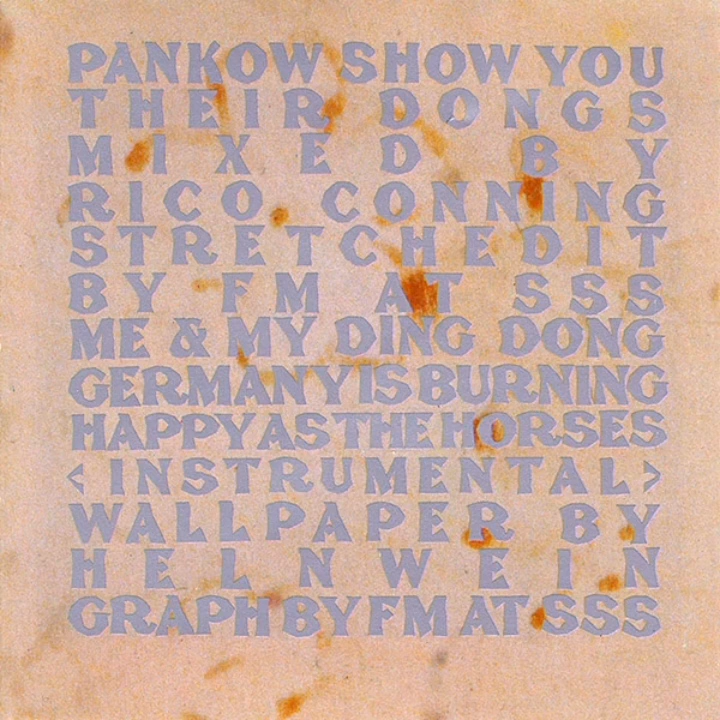 PANKOW SHOW YOU
THEIR DONGS
MIXED BY
RICO CONNING
STRETCHED IT
BY FM AT SSS
ME & MY DING DONG
GERMANY IS BURNING
HAPPY AS THE HORSES
<INSTRUMENTAL>
WALLPAPER BY
HELNWEIN
GRAPH BY FM AT SSS